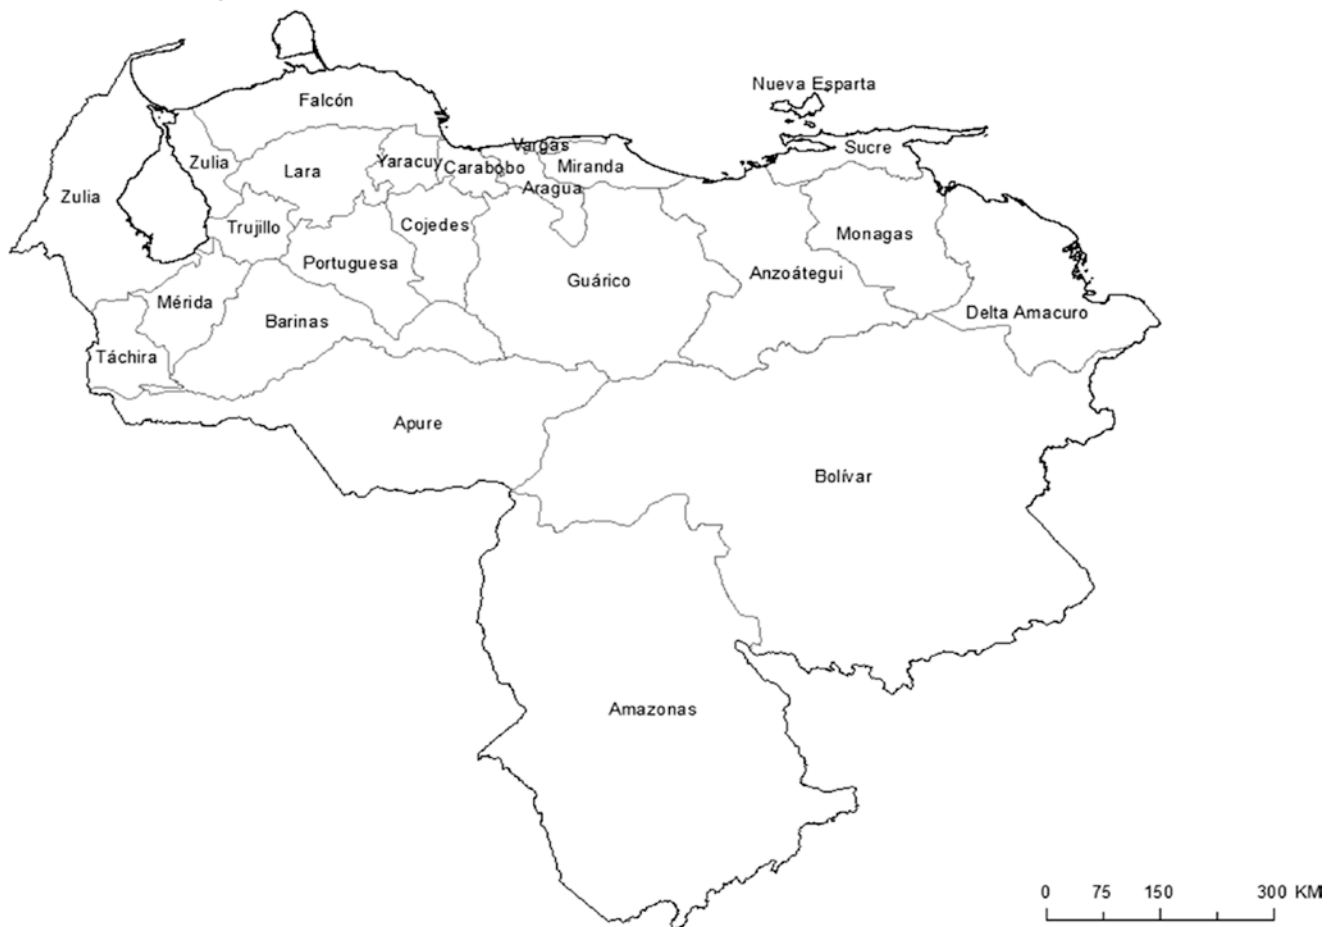 Nueva Esparta
Falcón
Vargas
Sucre
Zulia
Lara
Yaracuy
Carabobo
Miranda
Aragua
Zulia
Trujillo
Cojedes
Monagas
Portuguesa
Guárico
Anzoátegui
Mérida
Barinas
Delta Amacuro
Táchira
Apure
Bolívar
Amazonas
0 75 150 300 KM